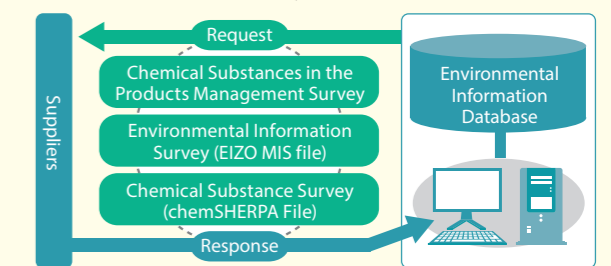 Suppliers
Request
Chemical Substances in the
Products Management Survey
Environmental Information
Survey (EIZO MIS file)
Chemical Substance Survey
(chemSHERPA File)
Response
Environmental
Information
Database